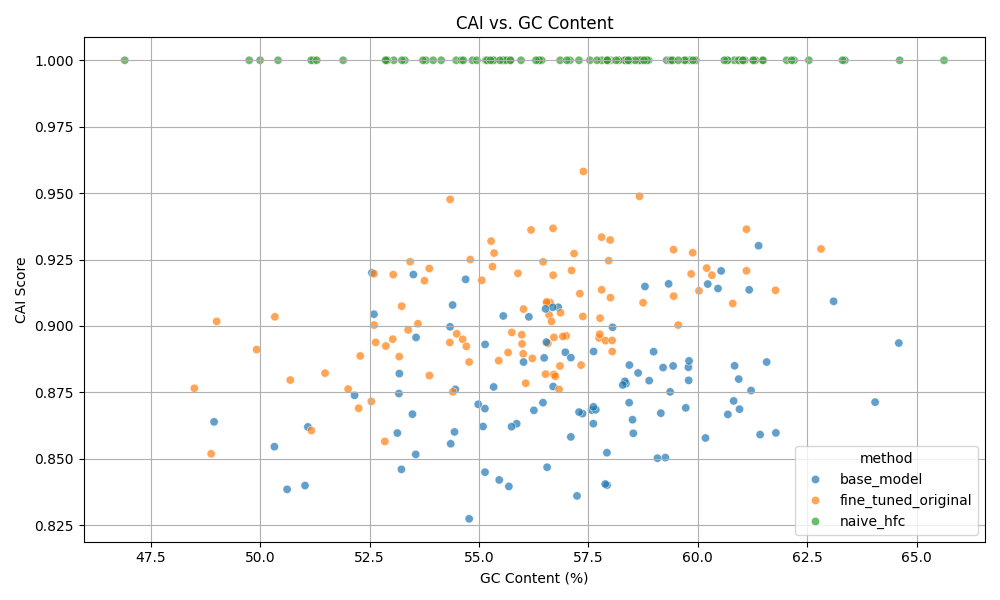 CAI vs. GC Content
CAI Score
1.000
0.975
0.950
0.925
0.900
0.875
0.850
0.825
47.5 50.0 52.5 55.0 57.5 60.0 62.5 65.0
GC Content (%)
method
base_model
fine_tuned_original
naive_hfc